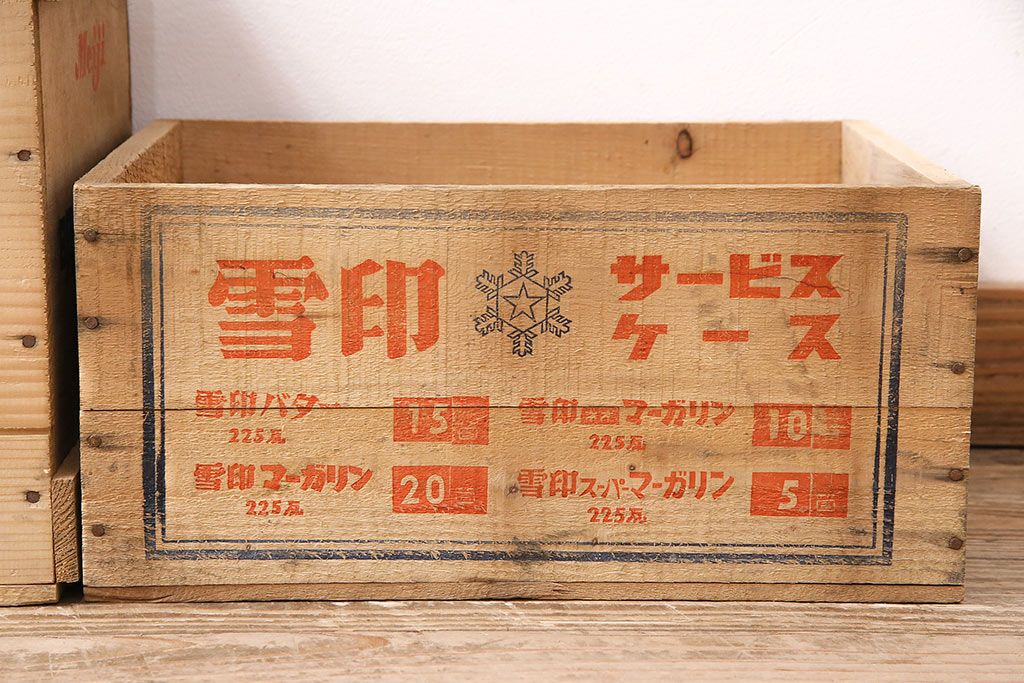 Meiji
雪印
サービス
ケース
雪印バター 15
225瓦
雪印 マーガリン 10
225瓦
雪印マーガリン 20
225瓦
雪印スーパーマーガリン 5
225瓦